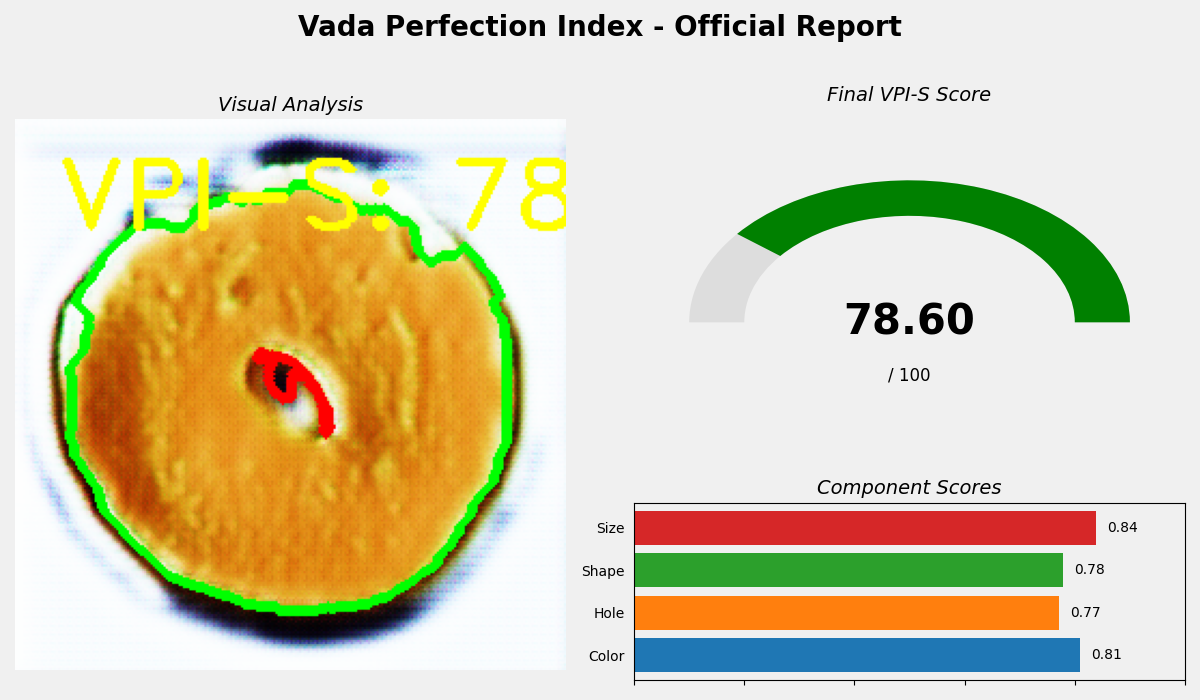 Vada Perfection Index - Official Report
Visual Analysis
VPI-S: 78
Final VPI-S Score
78.60
/ 100
Component Scores
Size 0.84
Shape 0.78
Hole 0.77
Color 0.81